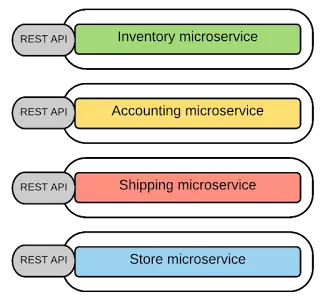 REST API Inventory microservice
REST API Accounting microservice
REST API Shipping microservice
REST API Store microservice